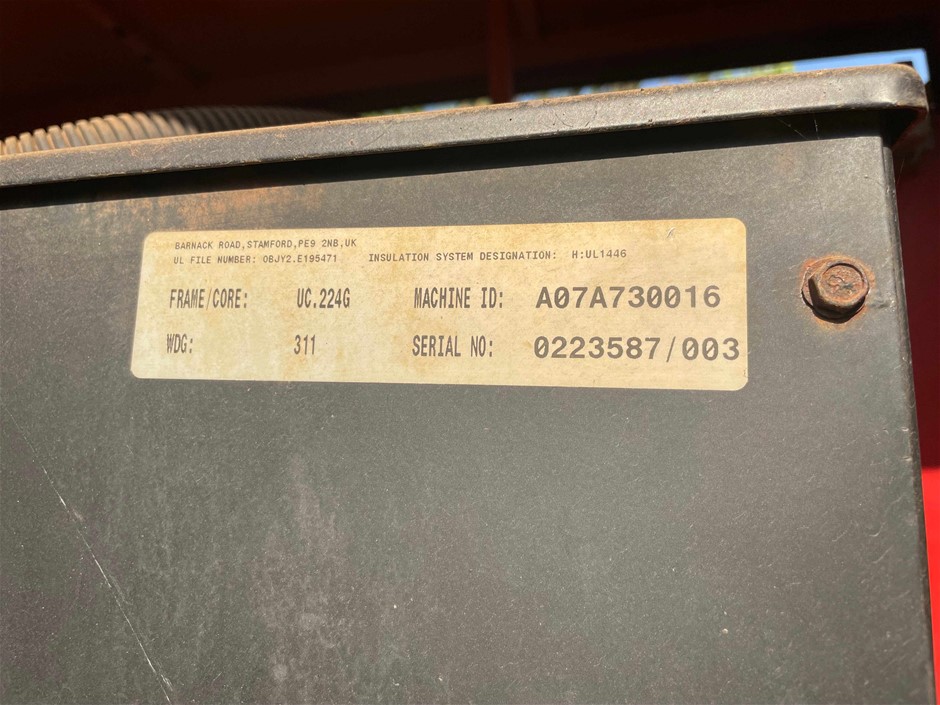 BARNACK ROAD,STAMFORD,PE9 2NB,UK
UL FILE NUMBER: OBJY2.E195471 INSULATION SYSTEM DESIGNATION: H:UL1446
FRAME/CORE: UC.224G MACHINE ID: A07A730016
WDG: 311 SERIAL NO: 0223587/003